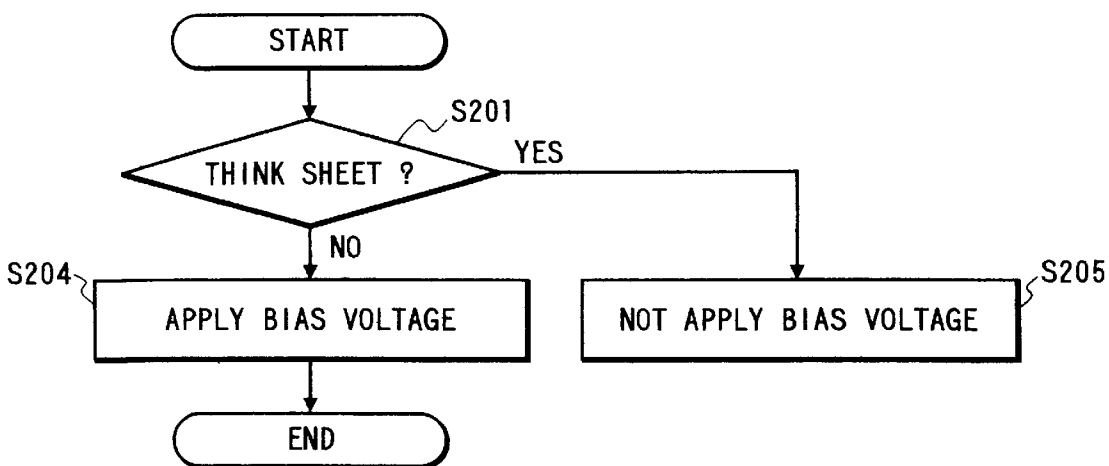 START
S201
THINK SHEET ?
YES
NO
S204
APPLY BIAS VOLTAGE
S205
NOT APPLY BIAS VOLTAGE
END